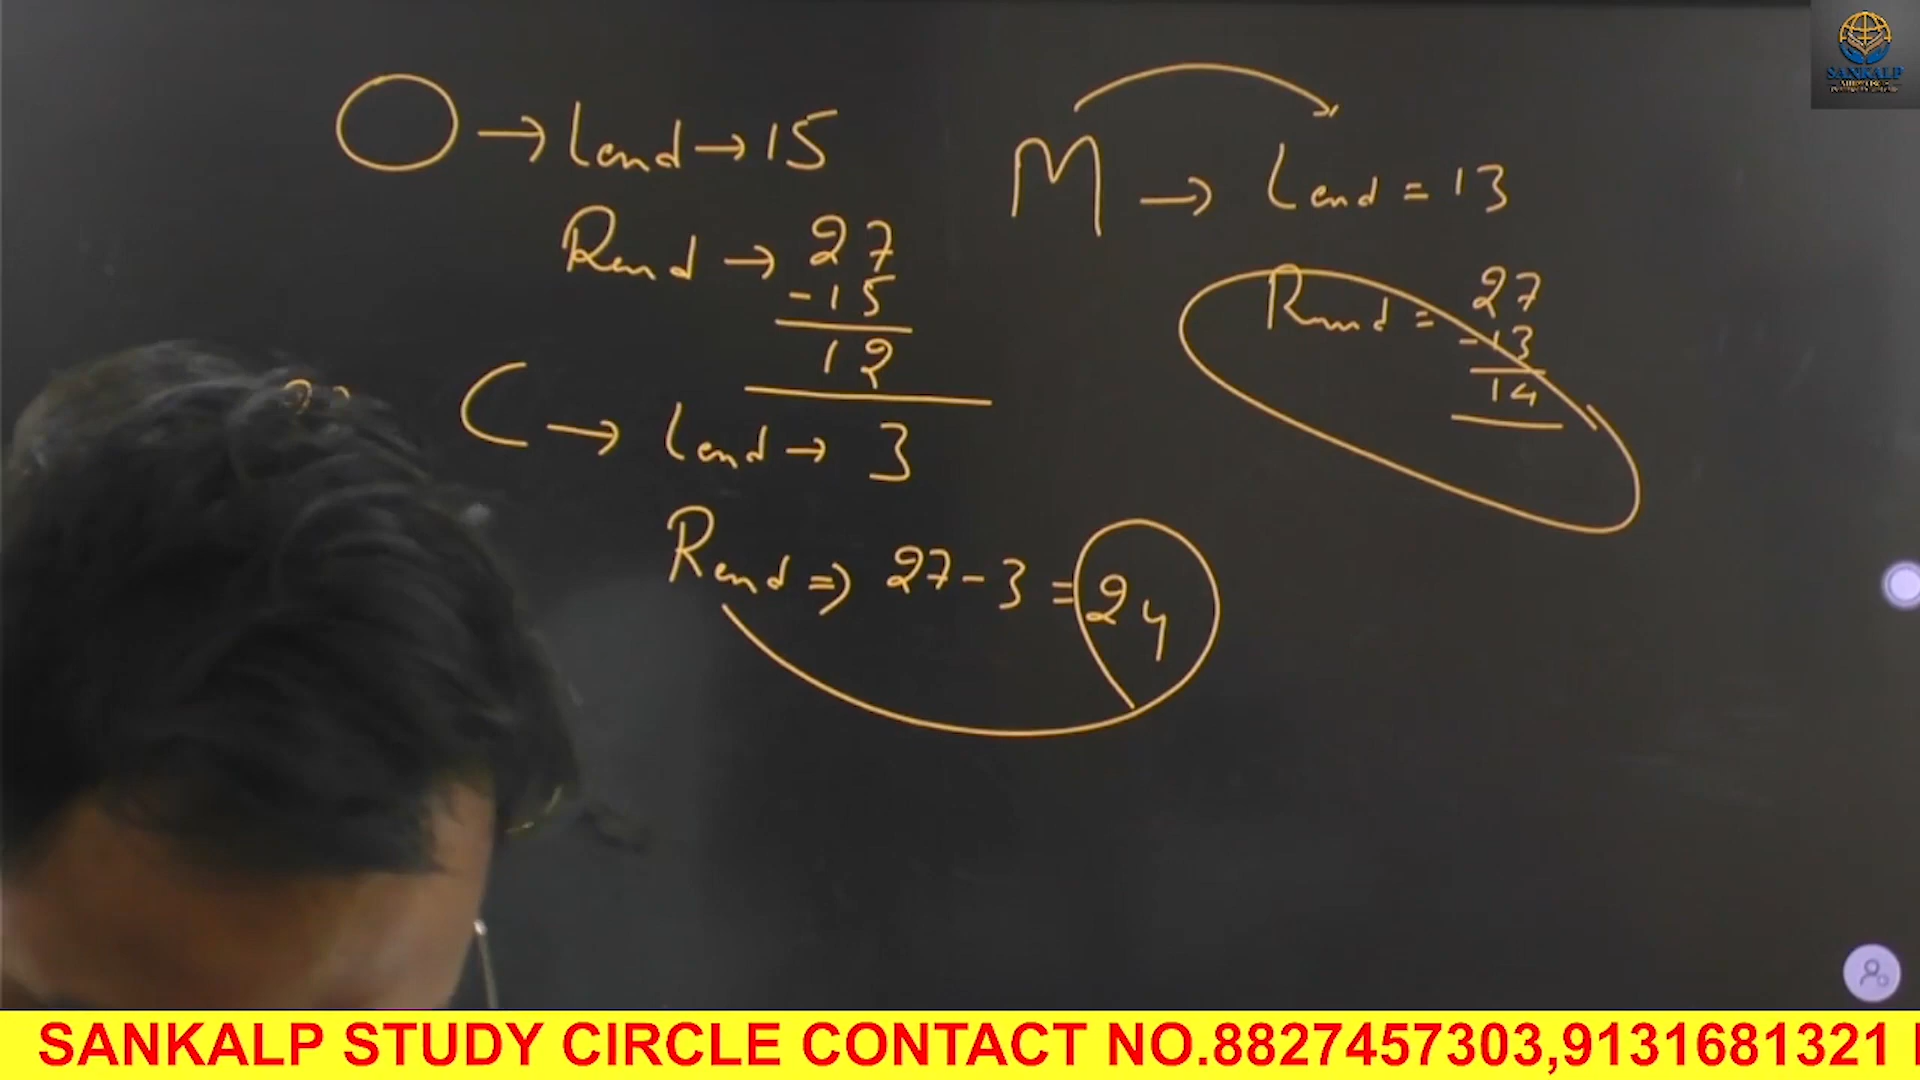 O → Lend → 15
Rend → 27
-15
12
C → Lend → 3
Rend ⇒ 27-3 = 24
M → Lend = 13
Rend = 27
-13
14
SANKALP
SANKALP STUDY CIRCLE CONTACT NO.8827457303,9131681321